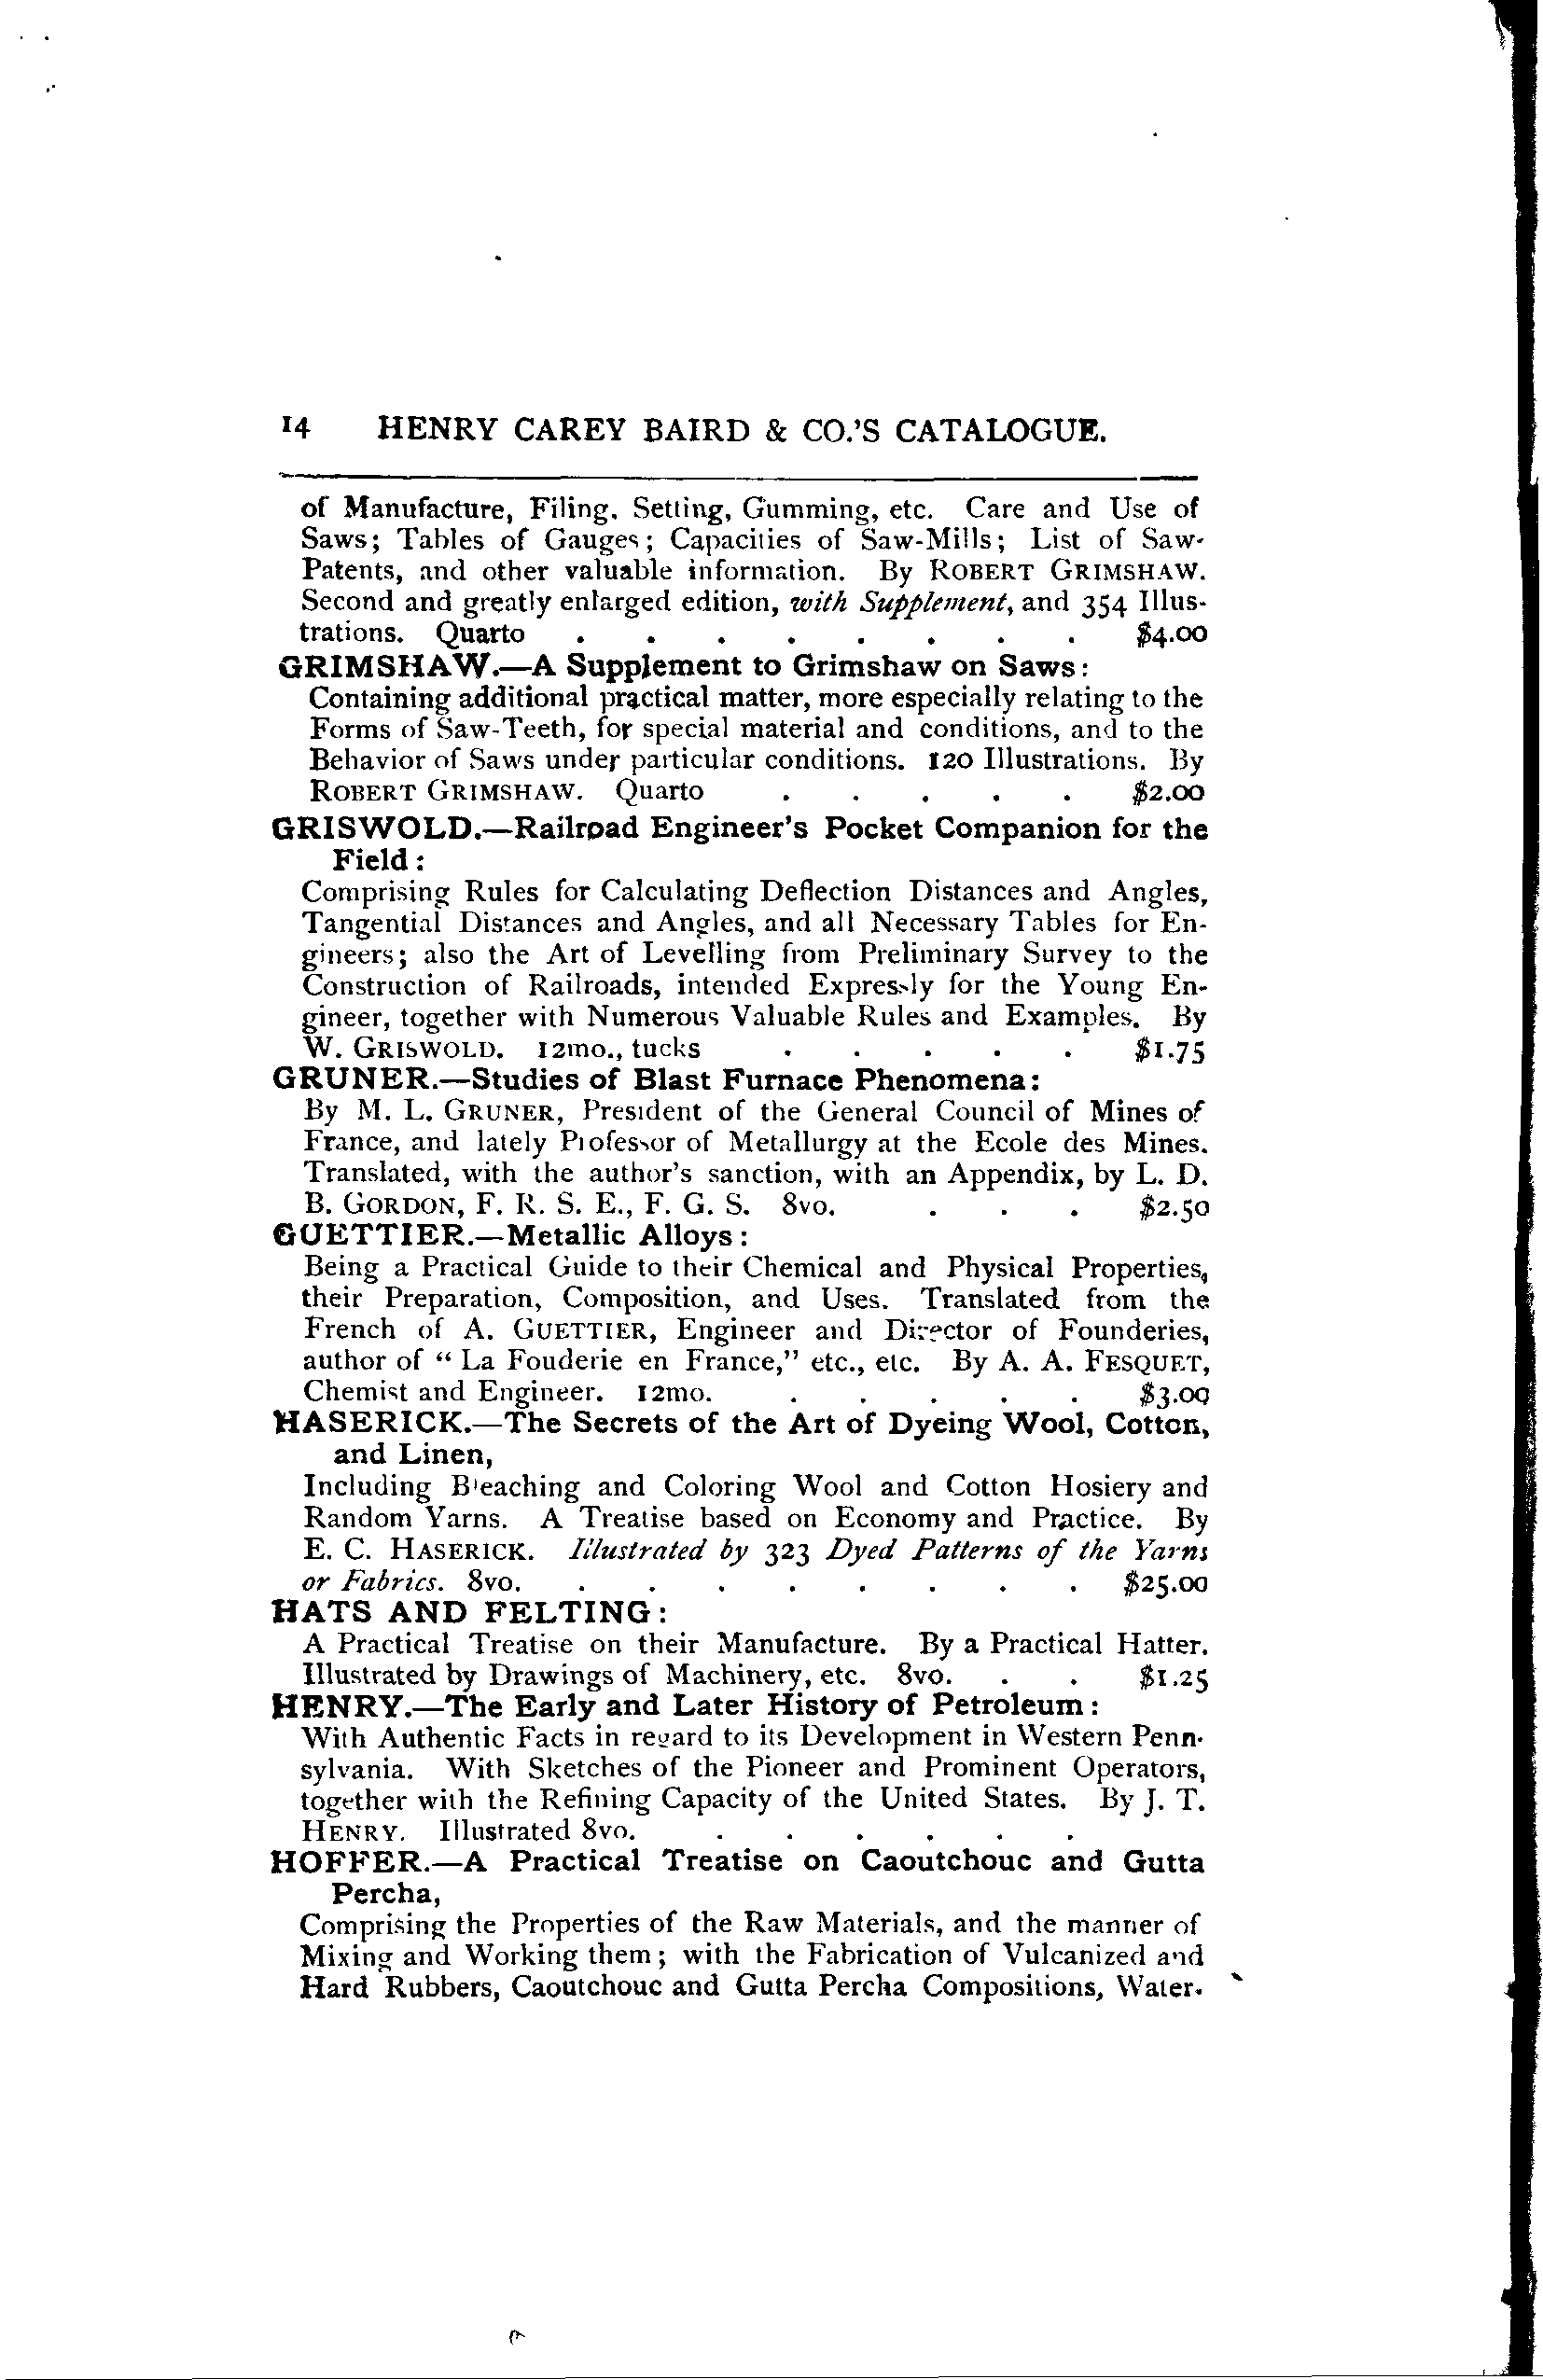 14 HENRY CAREY BAIRD & CO.'S CATALOGUE.
of Manufacture, Filing, Setting, Gumming, etc. Care and Use of
Saws; Tables of Gauges; Capacities of Saw-Mills; List of Saw-
Patents, and other valuable information. By ROBERT GRIMSHAW.
Second and greatly enlarged edition, with Supplement, and 354 Illus-
trations. Quarto . . . . . . . . $4.00
GRIMSHAW.—A Supplement to Grimshaw on Saws:
Containing additional practical matter, more especially relating to the
Forms of Saw-Teeth, for special material and conditions, and to the
Behavior of Saws under particular conditions. 120 Illustrations. By
ROBERT GRIMSHAW. Quarto . . . . . $2.00
GRISWOLD.—Railroad Engineer's Pocket Companion for the
Field:
Comprising Rules for Calculating Deflection Distances and Angles,
Tangential Distances and Angles, and all Necessary Tables for En-
gineers; also the Art of Levelling from Preliminary Survey to the
Construction of Railroads, intended Expressly for the Young En-
gineer, together with Numerous Valuable Rules and Examples. By
W. GRISWOLD. 12mo., tucks . . . . . $1.75
GRUNER.—Studies of Blast Furnace Phenomena:
By M. L. GRUNER, President of the General Council of Mines of
France, and lately Professor of Metallurgy at the Ecole des Mines.
Translated, with the author's sanction, with an Appendix, by L. D.
B. GORDON, F. R. S. E., F. G. S. 8vo. . . . $2.50
GUETTIER.—Metallic Alloys:
Being a Practical Guide to their Chemical and Physical Properties,
their Preparation, Composition, and Uses. Translated from the
French of A. GUETTIER, Engineer and Director of Founderies,
author of "La Fouderie en France," etc., etc. By A. A. FESQUET,
Chemist and Engineer. 12mo. . . . . . $3.00
HASERICK.—The Secrets of the Art of Dyeing Wool, Cotton,
and Linen,
Including Bleaching and Coloring Wool and Cotton Hosiery and
Random Yarns. A Treatise based on Economy and Practice. By
E. C. HASERICK. Illustrated by 323 Dyed Patterns of the Yarns
or Fabrics. 8vo. . . . . . . . . $25.00
HATS AND FELTING:
A Practical Treatise on their Manufacture. By a Practical Hatter.
Illustrated by Drawings of Machinery, etc. 8vo. . . $1.25
HENRY.—The Early and Later History of Petroleum:
With Authentic Facts in regard to its Development in Western Penn-
sylvania. With Sketches of the Pioneer and Prominent Operators,
together with the Refining Capacity of the United States. By J. T.
HENRY. Illustrated 8vo. . . . . . .
HOFFER.—A Practical Treatise on Caoutchouc and Gutta
Percha,
Comprising the Properties of the Raw Materials, and the manner of
Mixing and Working them; with the Fabrication of Vulcanized and
Hard Rubbers, Caoutchouc and Gutta Percha Compositions, Water-